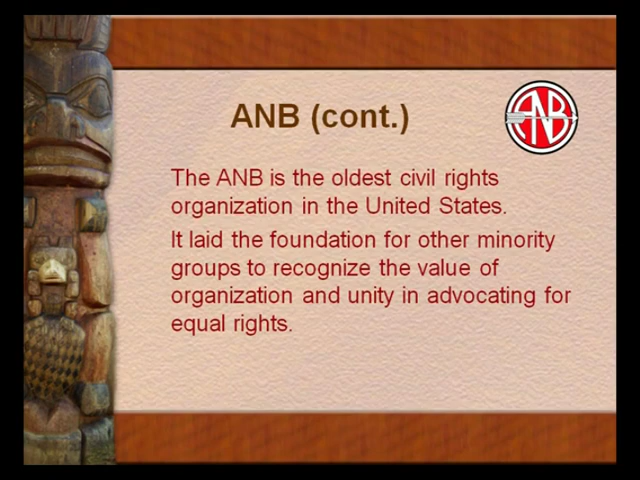 ANB (cont.)
ANB
The ANB is the oldest civil rights
organization in the United States.
It laid the foundation for other minority
groups to recognize the value of
organization and unity in advocating for
equal rights.